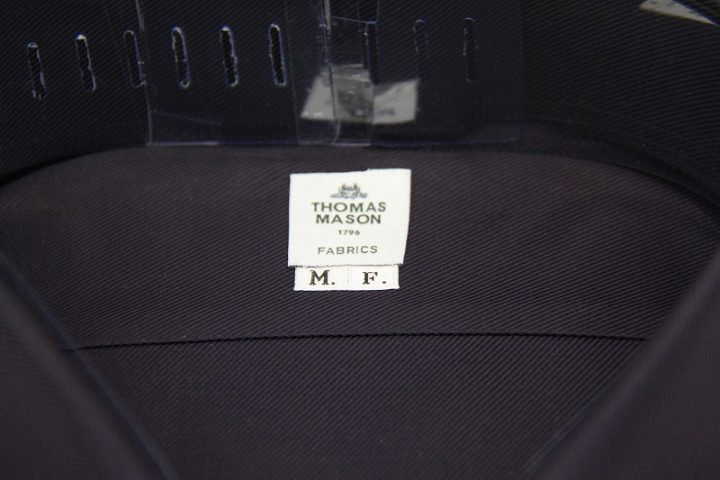 THOMAS
MASON
1796
FABRICS
M. F.